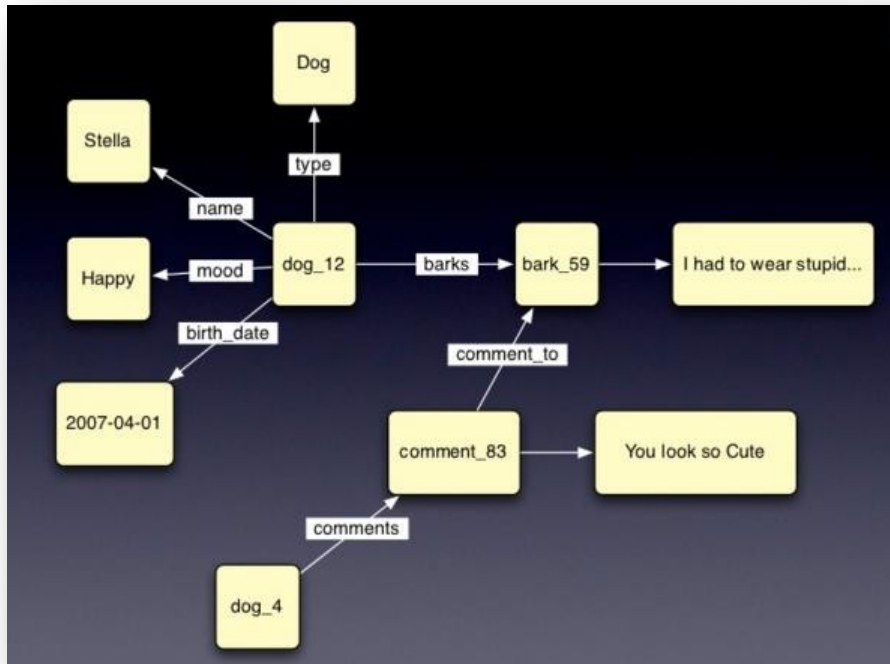 Dog
Stella
type
name
Happy
mood
dog_12
barks
bark_59
I had to wear stupid...
birth_date
comment_to
2007-04-01
comment_83
You look so Cute
comments
dog_4